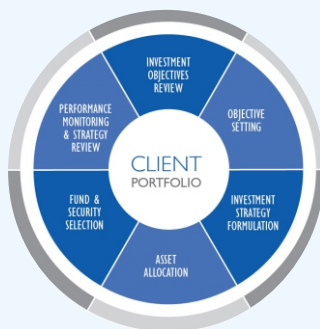 INVESTMENT
OBJECTIVES
REVIEW
OBJECTIVE
SETTING
INVESTMENT
STRATEGY
FORMULATION
ASSET
ALLOCATION
FUND &
SECURITY
SELECTION
PERFORMANCE
MONITORING
& STRATEGY
REVIEW
CLIENT
PORTFOLIO